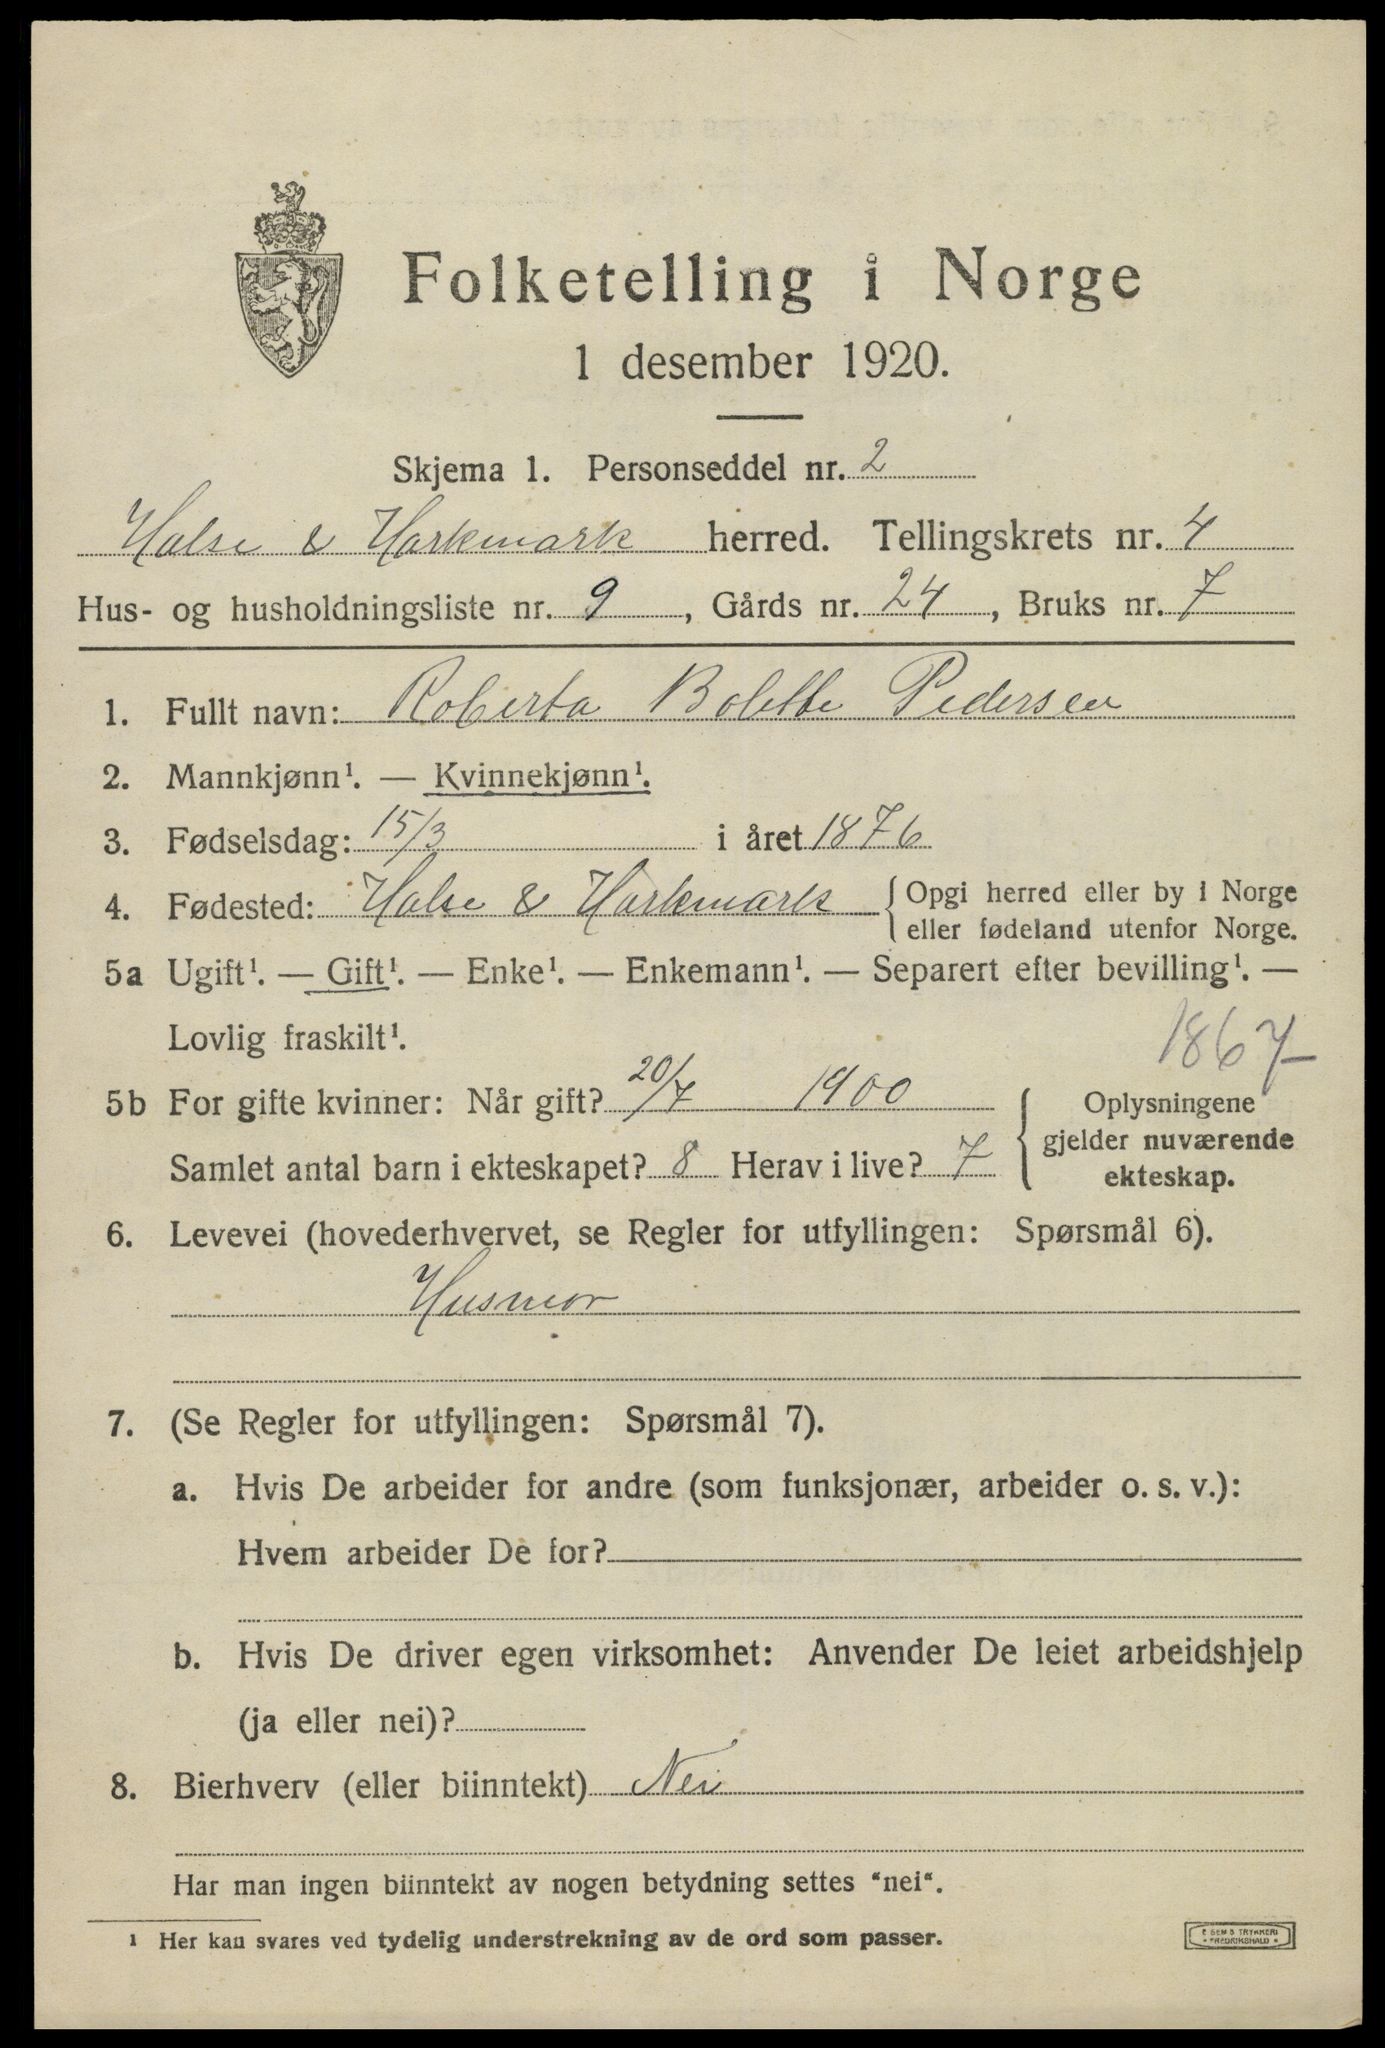 Folketelling i Norge
1 desember 1920.
Skjema 1. Personseddel nr. 2
Halse & Harkmark herred. Tellingskrets nr. 4
Hus- og husholdningsliste nr. 9, Gårds nr. 24, Bruks nr. 7
1. Fullt navn: Roberta Bolette Pedersen
2. Mannkjønn¹. — Kvinnekjønn¹.
3. Fødselsdag: 15/3 i året 1876
4. Fødested: Halse & Harkmark { Opgi herred eller by i Norge
eller fødeland utenfor Norge.
5a Ugift¹. — Gift¹. — Enke¹. — Enkemann¹. — Separert efter bevilling¹. —
Lovlig fraskilt¹.
1867
5b For gifte kvinner: Når gift? 20/7 1900
Samlet antal barn i ekteskapet? 8 Herav i live? 7
{ Oplysningene
gjelder nuværende
ekteskap.
6. Levevei (hovederhvervet, se Regler for utfyllingen: Spørsmål 6).
Husmor
7. (Se Regler for utfyllingen: Spørsmål 7).
a. Hvis De arbeider for andre (som funksjonær, arbeider o. s. v.):
Hvem arbeider De for?
b. Hvis De driver egen virksomhet: Anvender De leiet arbeidshjelp
(ja eller nei)?
8. Bierhverv (eller biinntekt) Nei
Har man ingen biinntekt av nogen betydning settes "nei".
¹ Her kan svares ved tydelig understrekning av de ord som passer.
TRYKKERI
FREDRIKSHALD